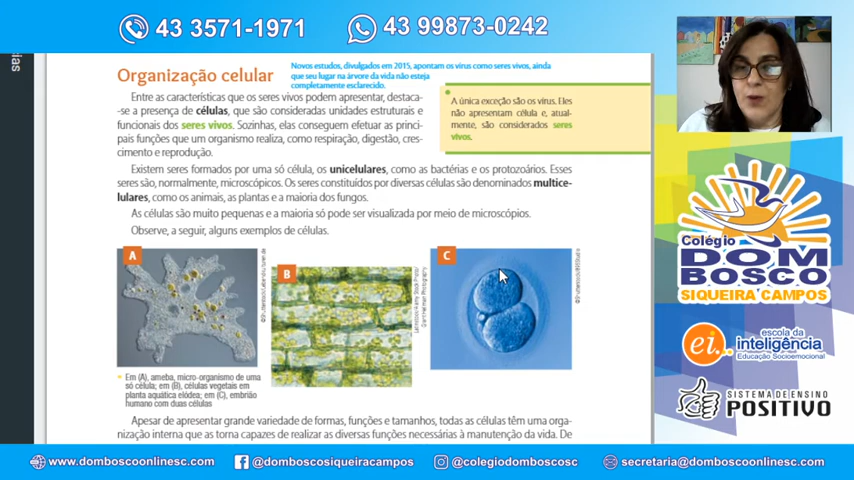 43 3571-1971
43 99873-0242
Organização celular
Novos estudos, divulgados em 2015, apontam os vírus como seres vivos, ainda
que seu lugar na árvore da vida não esteja
completamente esclarecido.
Entre as características que os seres vivos podem apresentar, destaca-
-se a presença de células, que são consideradas unidades estruturais e
funcionais dos seres vivos. Sozinhas, elas conseguem efetuar as princi-
pais funções que um organismo realiza, como respiração, digestão, cres-
cimento e reprodução.
A única exceção são os vírus. Eles
não apresentam célula e, atual-
mente, são considerados seres
vivos.
Existem seres formados por uma só célula, os unicelulares, como as bactérias e os protozoários. Esses
seres são, normalmente, microscópicos. Os seres constituídos por diversas células são denominados multice-
lulares, como os animais, as plantas e a maioria dos fungos.
As células são muito pequenas e a maioria só pode ser visualizada por meio de microscópios.
Observe, a seguir, alguns exemplos de células.
A
B
C
Em (A), ameba, micro-organismo de uma
só célula; em (B), células vegetais em
planta aquática elódea; em (C), embrião
humano com duas células
Apesar de apresentar grande variedade de formas, funções e tamanhos, todas as células têm uma orga-
nização interna que as torna capazes de realizar as diversas funções necessárias à manutenção da vida. De
Colégio
DOM
BOSCO
SIQUEIRA CAMPOS
ei
escola da
inteligência
Educação Socioemocional
SISTEMA DE ENSINO
POSITIVO
www.domboscoonlinesc.com
@domboscosiqueiracampos
@colegiodomboscosc
secretaria@domboscoonlinesc.com